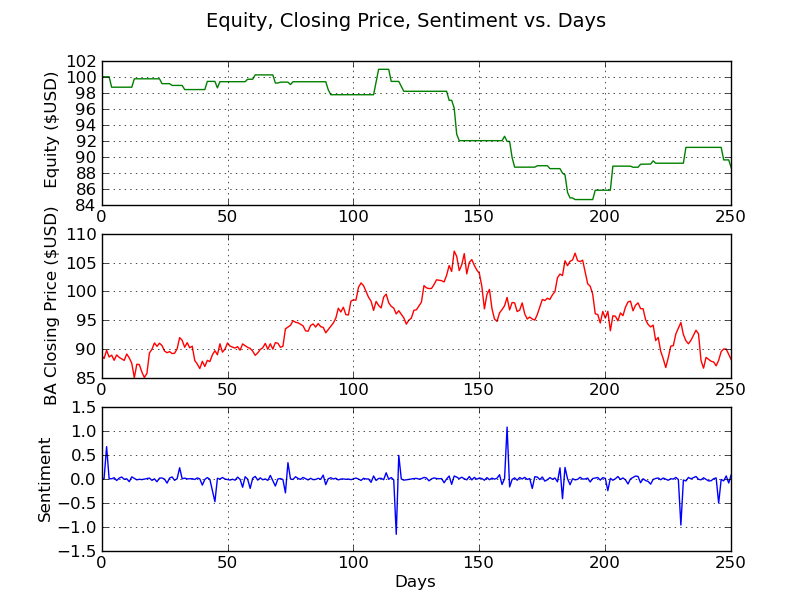 Equity, Closing Price, Sentiment vs. Days
Equity ($USD)
102
100
98
96
94
92
90
88
86
84
0 50 100 150 200 250
BA Closing Price ($USD)
110
105
100
95
90
85
0 50 100 150 200 250
Sentiment
1.5
1.0
0.5
0.0
−0.5
−1.0
−1.5
0 50 100 150 200 250
Days